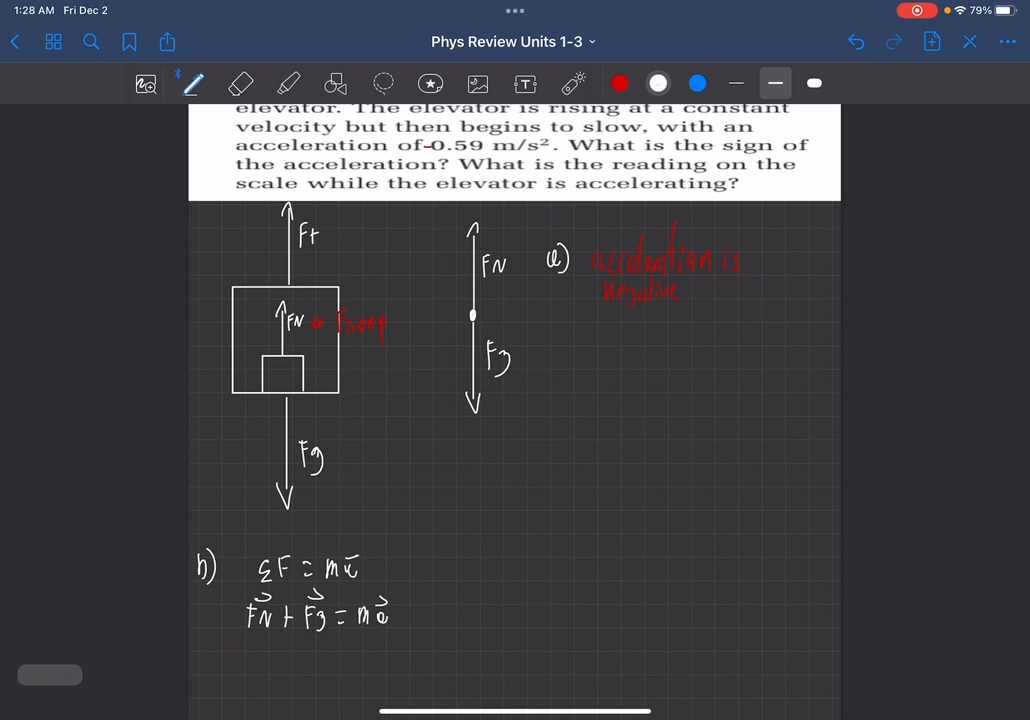 1:28 AM Fri Dec 2
79%
Phys Review Units 1-3
elevator. The elevator is rising at a constant
velocity but then begins to slow, with an
acceleration of -0.59 m/s². What is the sign of
the acceleration? What is the reading on the
scale while the elevator is accelerating?
Ft
FN
a) acceleration is
negative
FN or
Fg
Fg
b) ΣF = ma
FN + Fg = ma